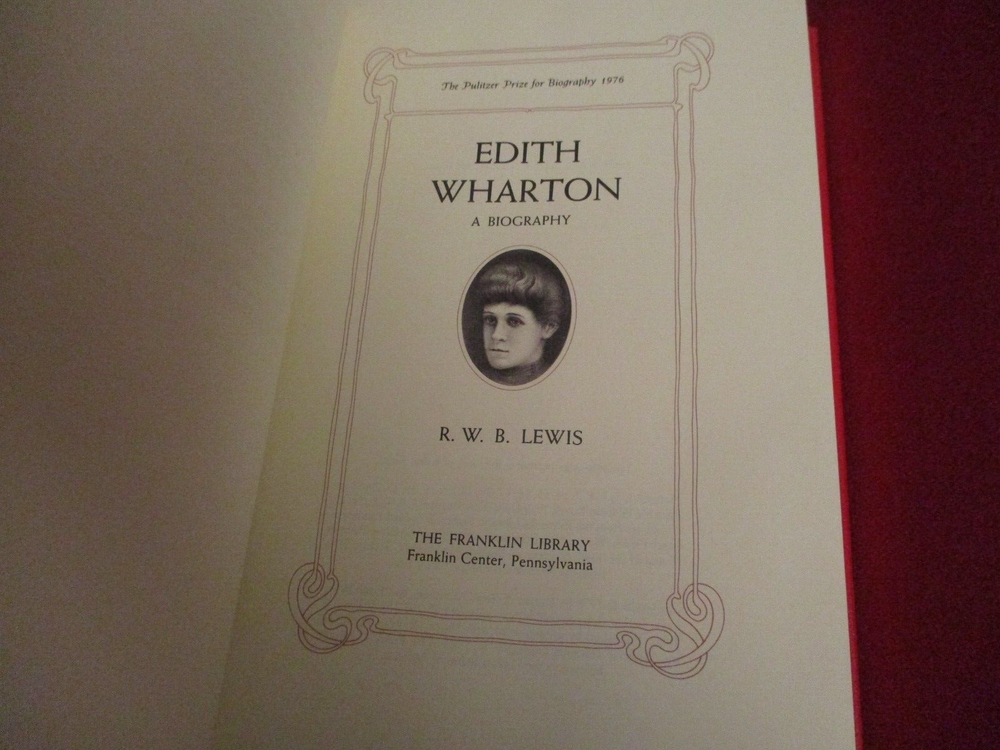 The Pulitzer Prize for Biography 1976
EDITH
WHARTON
A BIOGRAPHY
R. W. B. LEWIS
THE FRANKLIN LIBRARY
Franklin Center, Pennsylvania